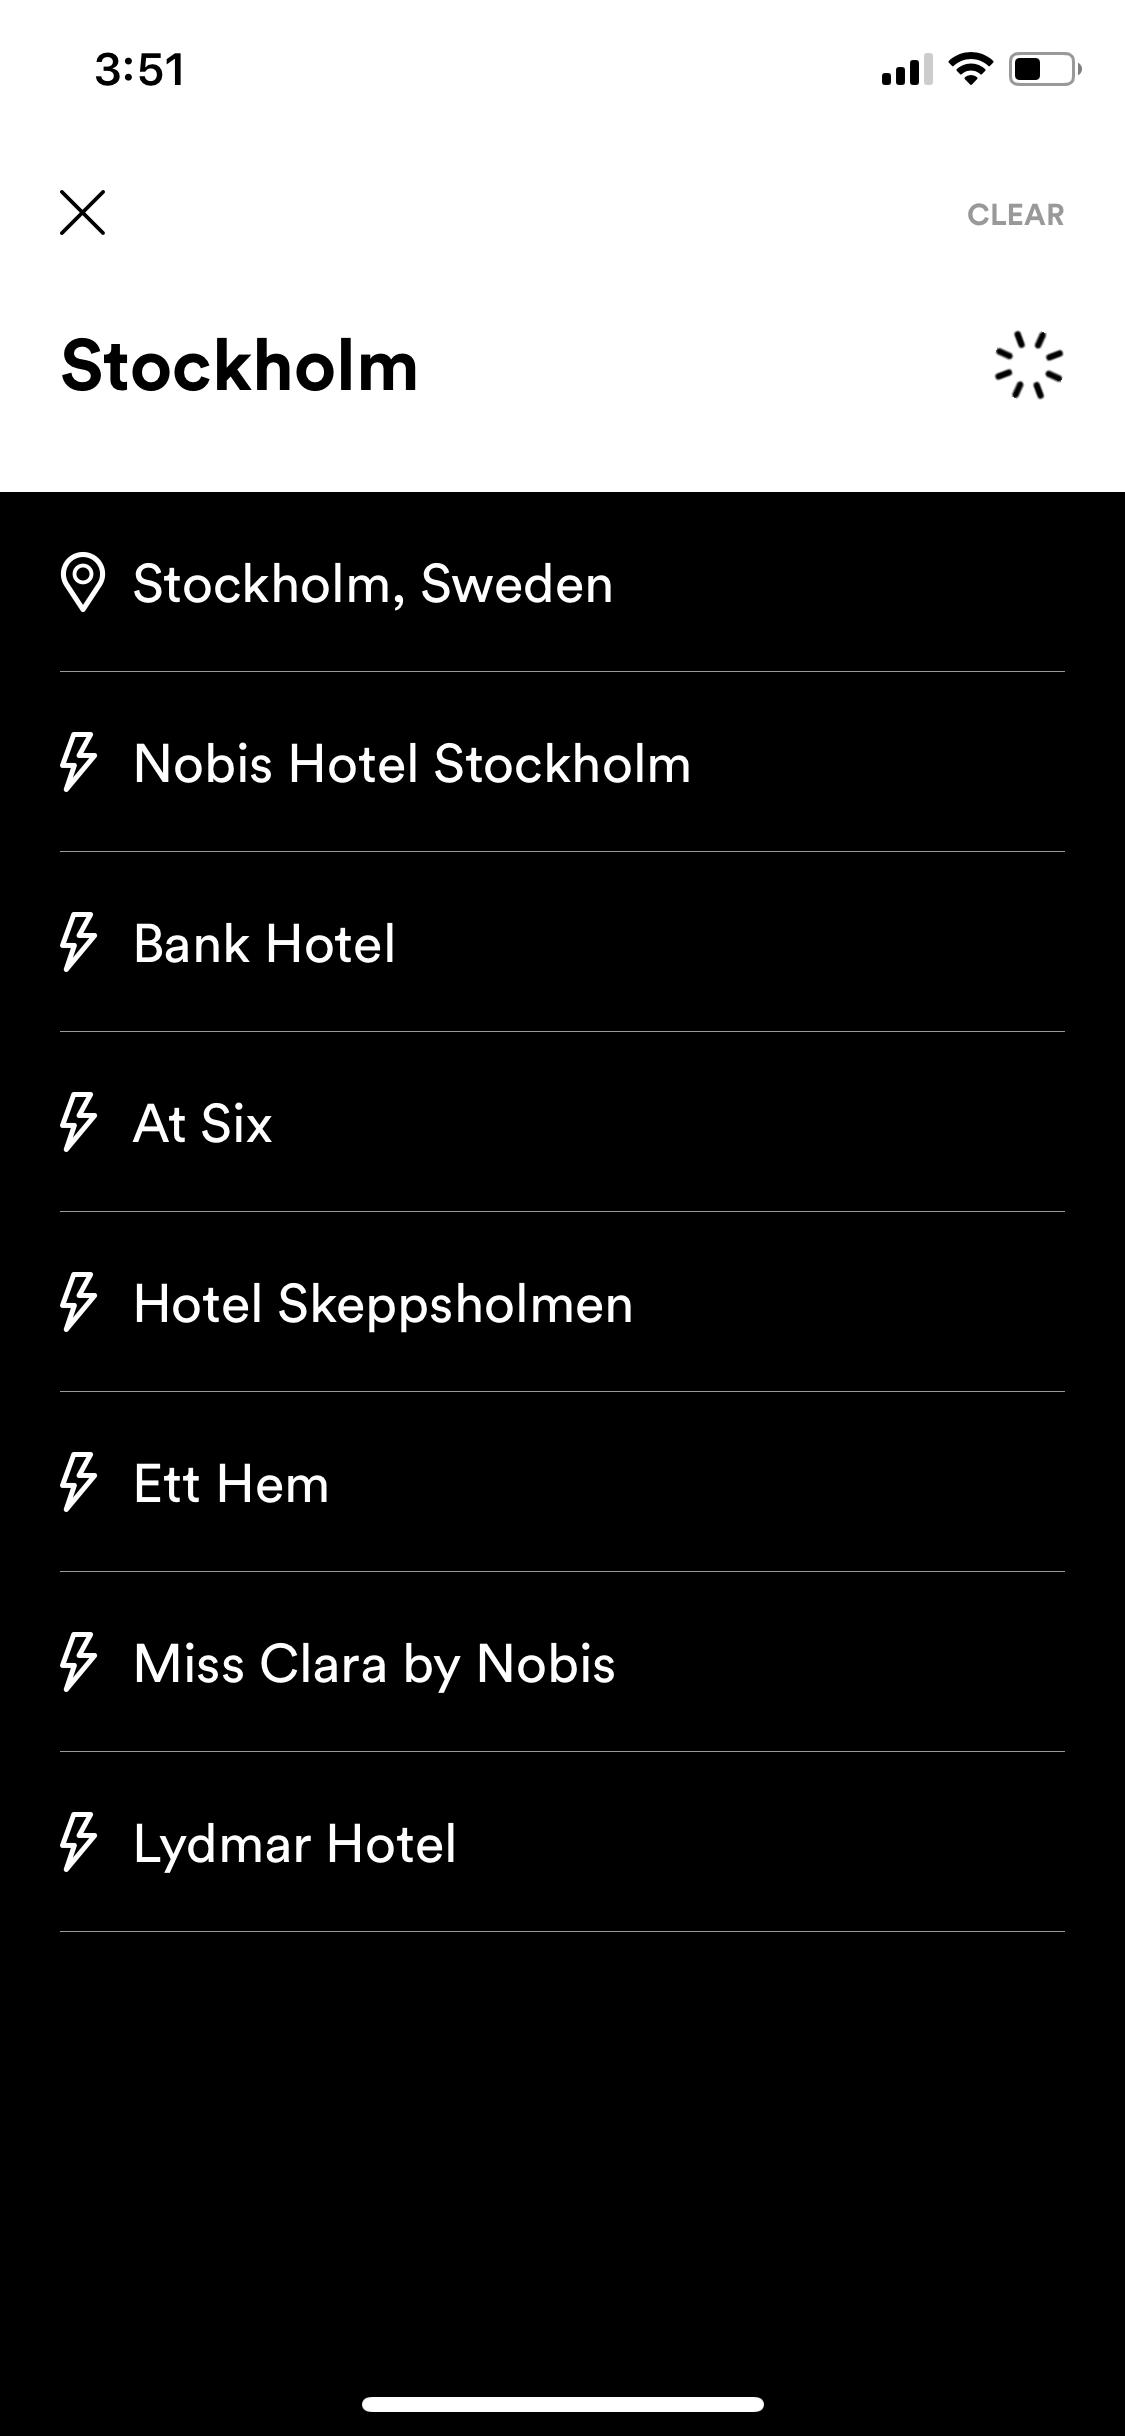 3:51
CLEAR
Stockholm
Stockholm, Sweden
Nobis Hotel Stockholm
Bank Hotel
At Six
Hotel Skeppsholmen
Ett Hem
Miss Clara by Nobis
Lydmar Hotel